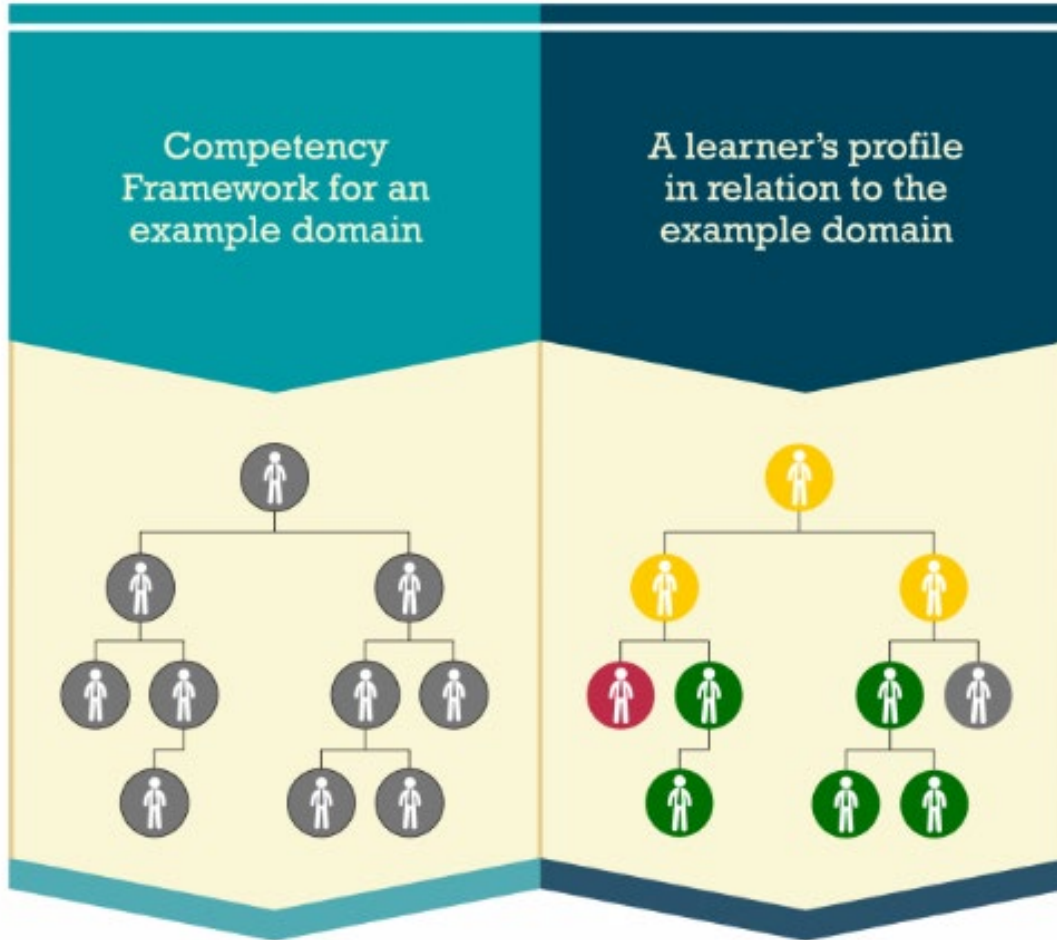 Competency
Framework for an
example domain
A learner's profile
in relation to the
example domain